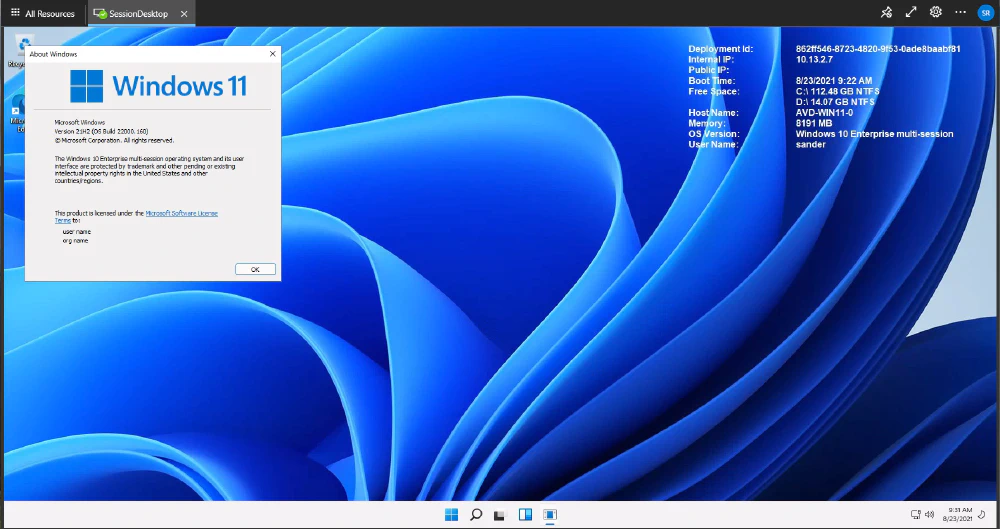 All Resources
SessionDesktop
SR
About Windows
Windows 11
Microsoft Windows
Version 21H2 (OS Build 22000.160)
© Microsoft Corporation. All rights reserved.
The Windows 10 Enterprise multi-session operating system and its user
interface are protected by trademark and other pending or existing
intellectual property rights in the United States and other
countries/regions.
This product is licensed under the Microsoft Software License
Terms to:
user name
org name
OK
Deployment Id: 862ff546-8723-4820-9f53-0ade8baabf81
Internal IP: 10.13.2.7
Public IP:
Boot Time: 8/23/2021 9:22 AM
Free Space: C:\ 112.48 GB NTFS
D:\ 14.07 GB NTFS
Host Name: AVD-WIN11-0
Memory: 8191 MB
OS Version: Windows 10 Enterprise multi-session
User Name: sander
9:31 AM
8/23/2021